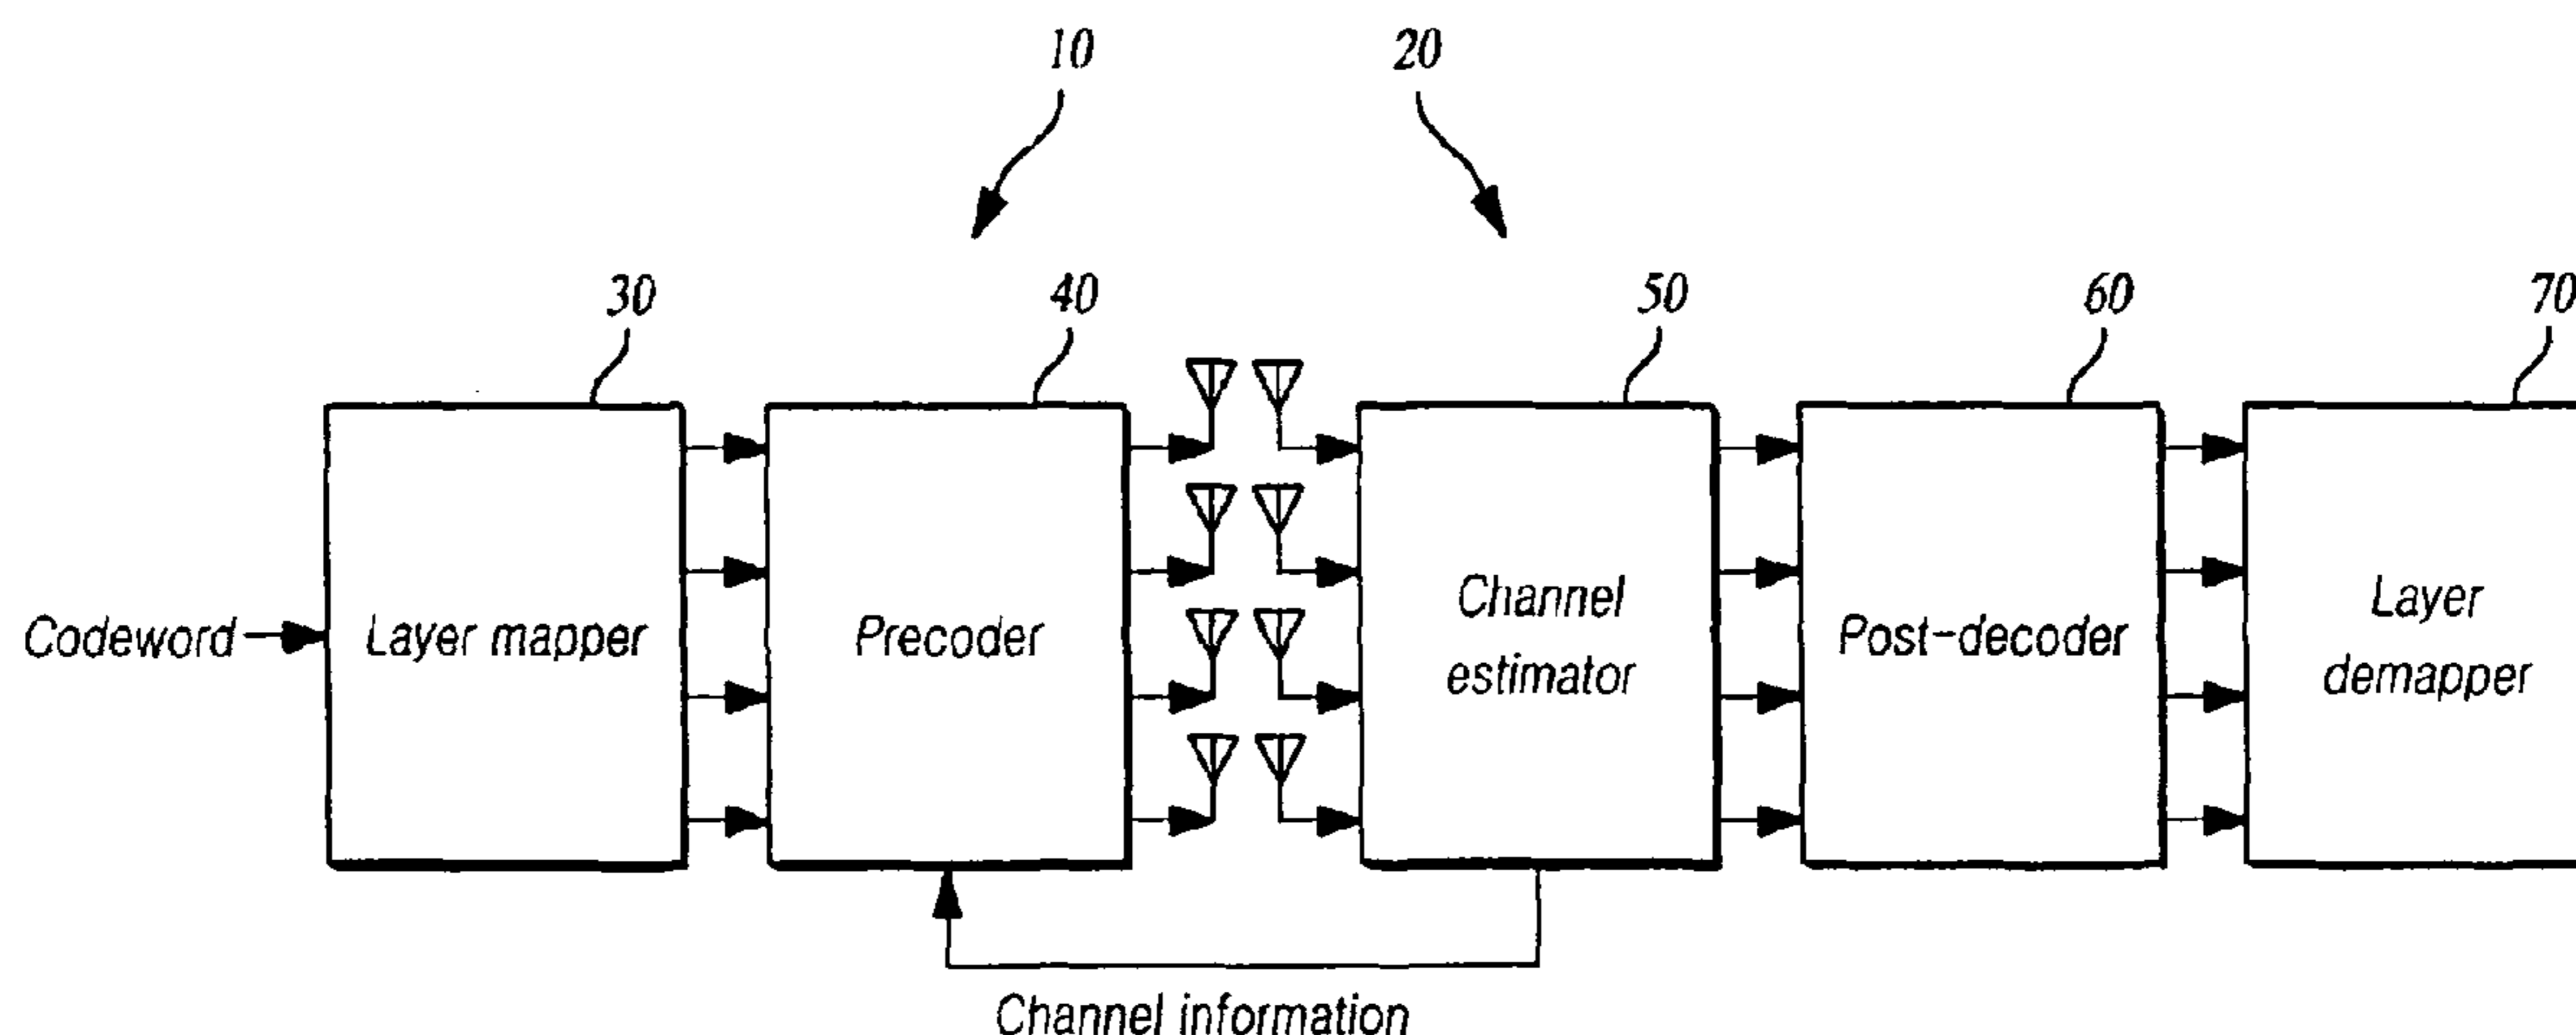 10
20
30
40
50
60
70
Codeword
Layer mapper
Precoder
Channel
estimator
Post-decoder
Layer
demapper
Channel information